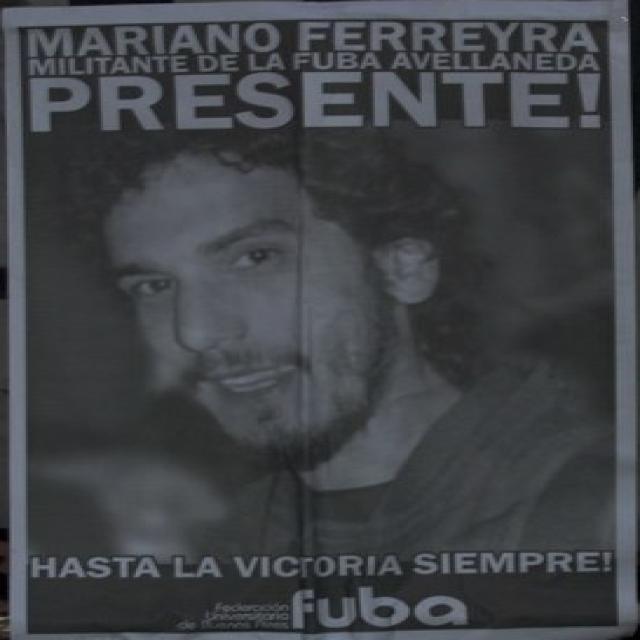 MARIANO FERREYRA
MILITANTE DE LA FUBA AVELLANEDA
PRESENTE!
HASTA LA VICTORIA SIEMPRE!
Federación
Universitaria
de Buenos Aires
fuba